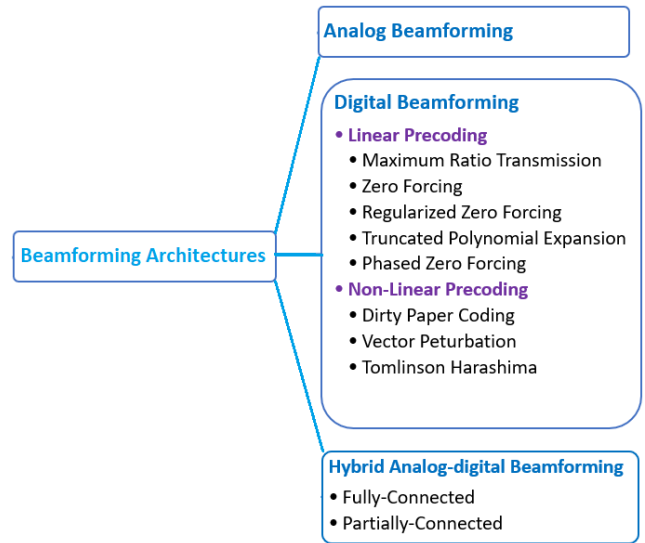 Analog Beamforming
Digital Beamforming
• Linear Precoding
• Maximum Ratio Transmission
• Zero Forcing
• Regularized Zero Forcing
• Truncated Polynomial Expansion
• Phased Zero Forcing
• Non-Linear Precoding
• Dirty Paper Coding
• Vector Peturbation
• Tomlinson Harashima
Beamforming Architectures
Hybrid Analog-digital Beamforming
• Fully-Connected
• Partially-Connected